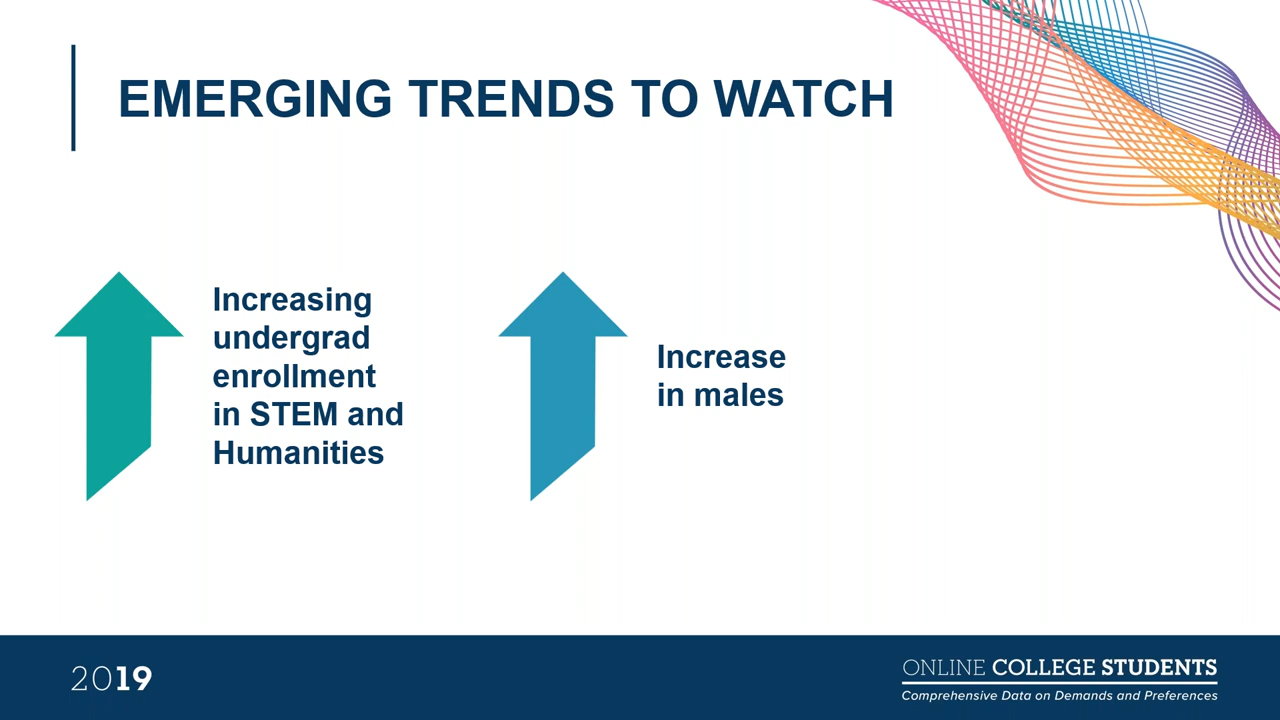 EMERGING TRENDS TO WATCH
Increasing
undergrad
enrollment
in STEM and
Humanities
Increase
in males
2019
ONLINE COLLEGE STUDENTS
Comprehensive Data on Demands and Preferences